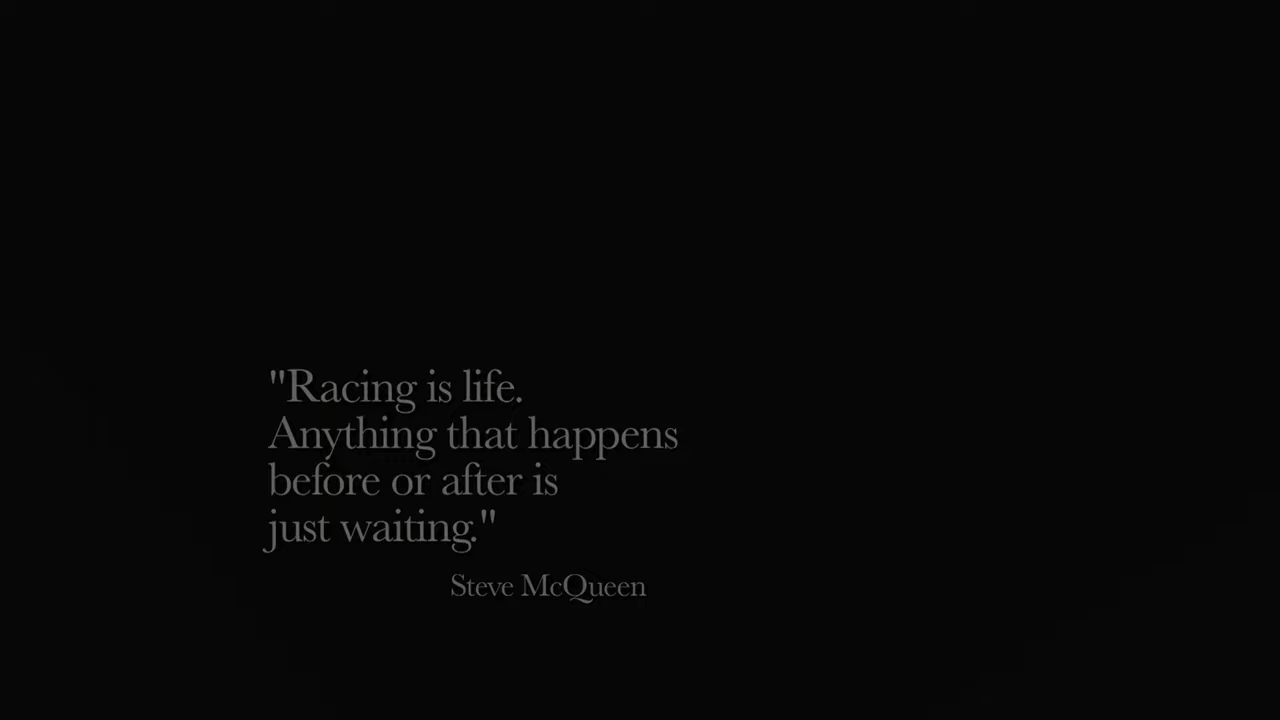 "Racing is life.
Anything that happens
before or after is
just waiting."
Steve McQueen